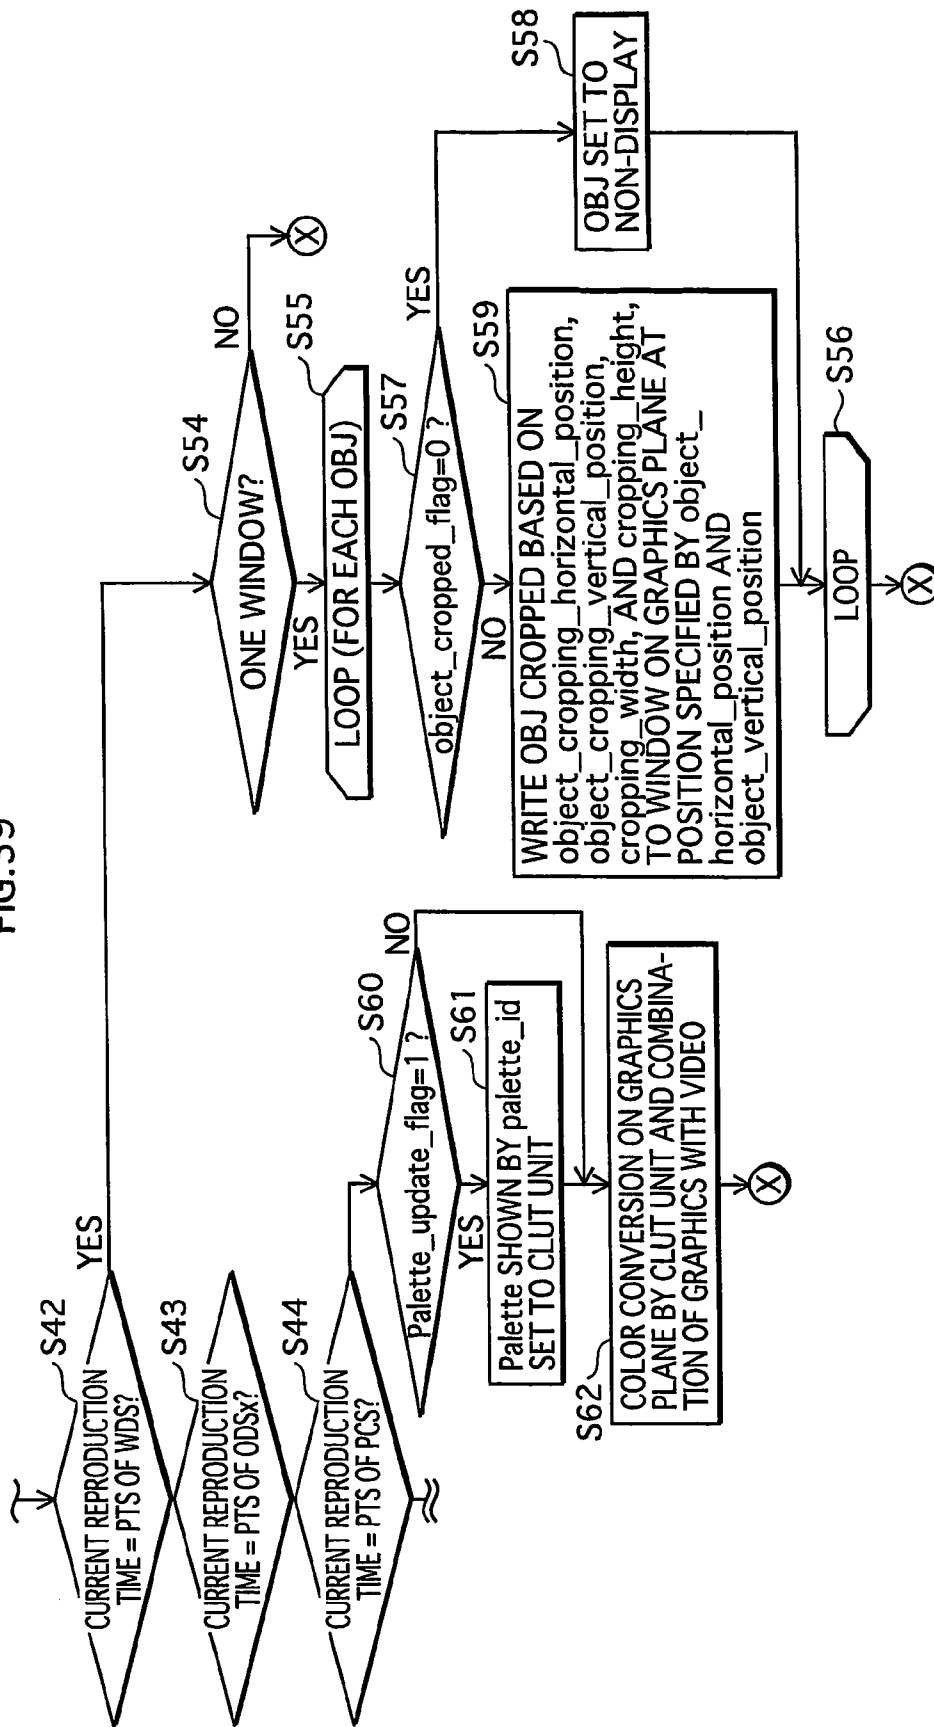 FIG.39
CURRENT REPRODUCTION
TIME = PTS OF WDS?
S42
YES
CURRENT REPRODUCTION
TIME = PTS OF ODSx?
S43
CURRENT REPRODUCTION
TIME = PTS OF PCS?
S44
ONE WINDOW?
S54
NO
X
YES
LOOP (FOR EACH OBJ)
S55
object_cropped_flag=0 ?
S57
YES
NO
OBJ SET TO
NON-DISPLAY
S58
WRITE OBJ CROPPED BASED ON
object_cropping_horizontal_position,
object_cropping_vertical_position,
cropping_width, AND cropping_height,
TO WINDOW ON GRAPHICS PLANE AT
POSITION SPECIFIED BY object_
horizontal_position AND
object_vertical_position
S59
LOOP
S56
X
Palette_update_flag=1 ?
S60
NO
YES
Palette SHOWN BY palette_id
SET TO CLUT UNIT
S61
COLOR CONVERSION ON GRAPHICS
PLANE BY CLUT UNIT AND COMBINA-
TION OF GRAPHICS WITH VIDEO
S62
X